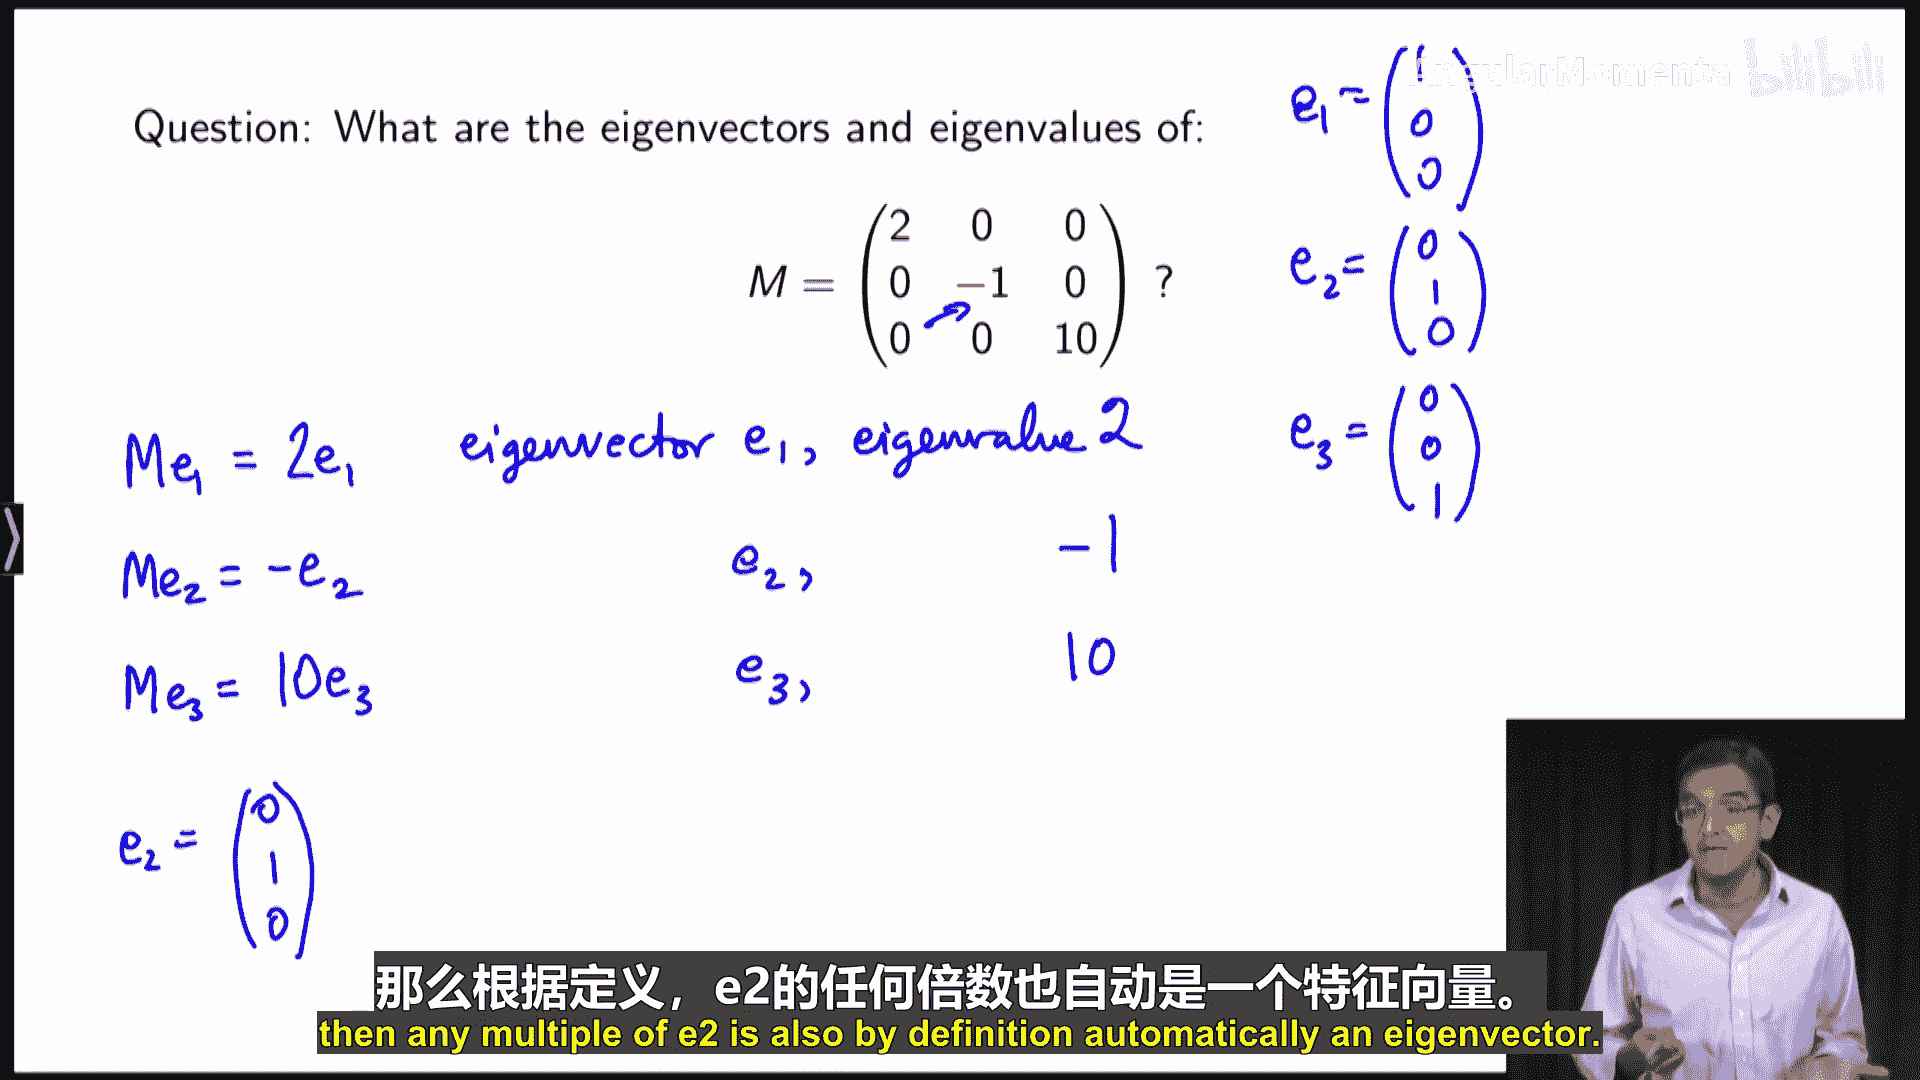 AngularMomenta bilibili
Question: What are the eigenvectors and eigenvalues of:
M = (2 0 0
0 −1 0
0 0 10) ?
e1 = (1
0
0)
e2 = (0
1
0)
e3 = (0
0
1)
Me1 = 2e1 eigenvector e1, eigenvalue 2
Me2 = -e2 e2, -1
Me3 = 10e3 e3, 10
e2 = (0
1
0)
那么根据定义，e2的任何倍数也自动是一个特征向量。
then any multiple of e2 is also by definition automatically an eigenvector.